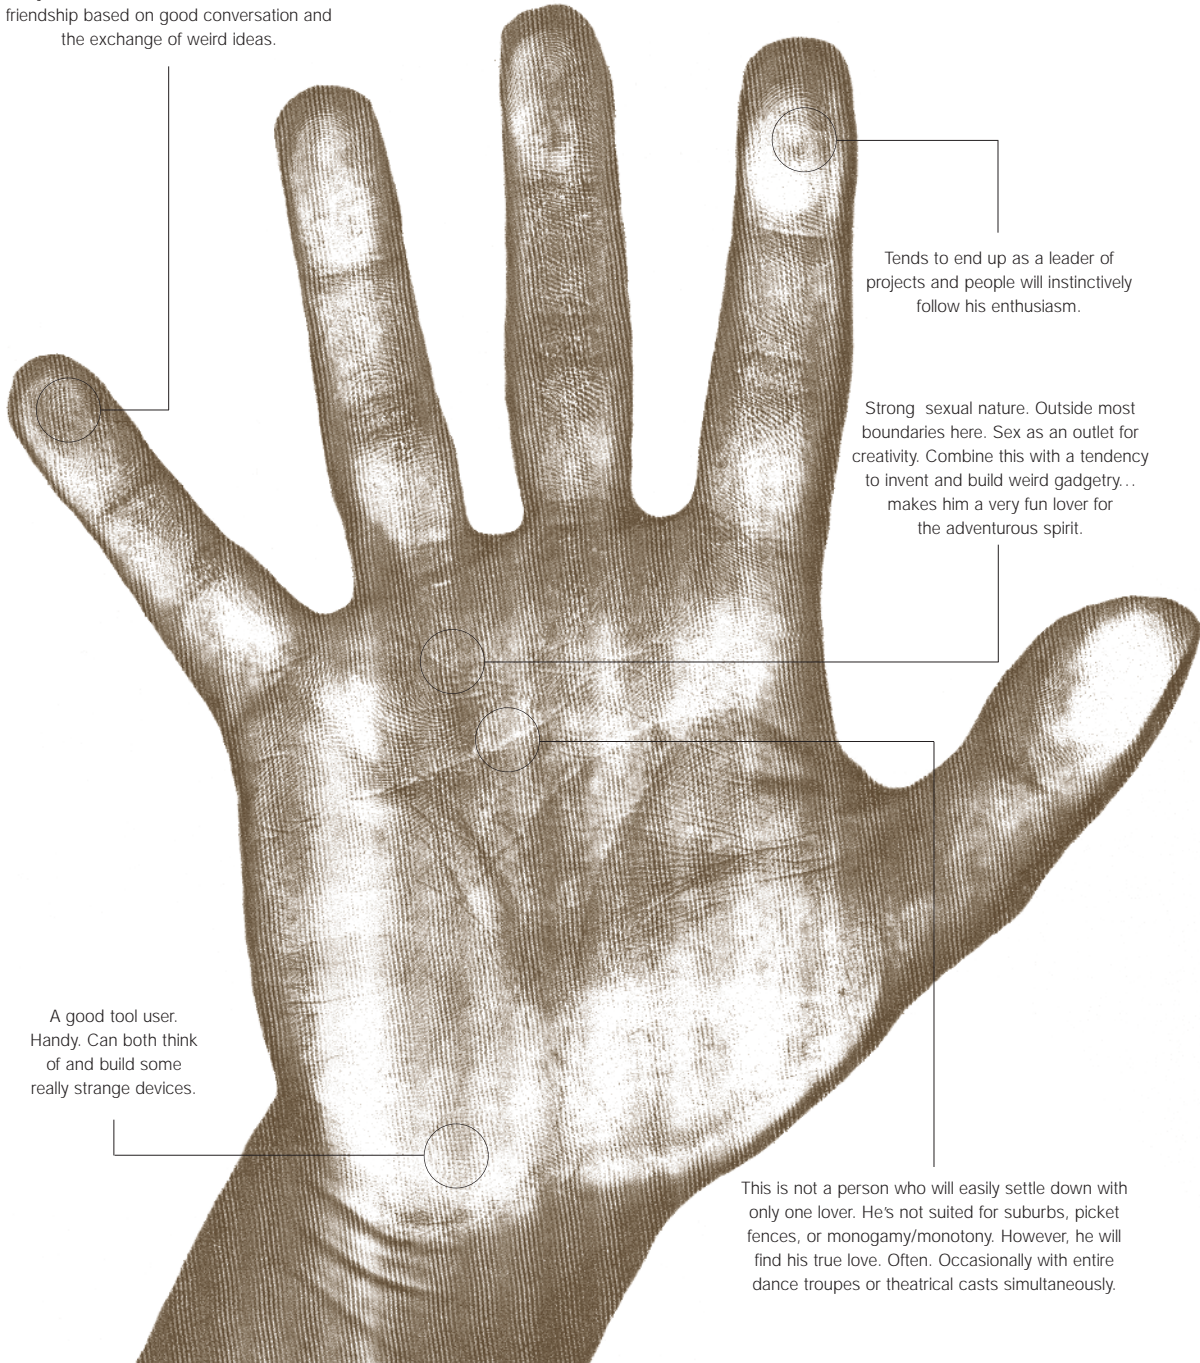 friendship based on good conversation and
the exchange of weird ideas.
Tends to end up as a leader of
projects and people will instinctively
follow his enthusiasm.
Strong sexual nature. Outside most
boundaries here. Sex as an outlet for
creativity. Combine this with a tendency
to invent and build weird gadgetry...
makes him a very fun lover for
the adventurous spirit.
A good tool user.
Handy. Can both think
of and build some
really strange devices.
This is not a person who will easily settle down with
only one lover. He's not suited for suburbs, picket
fences, or monogamy/monotony. However, he will
find his true love. Often. Occasionally with entire
dance troupes or theatrical casts simultaneously.